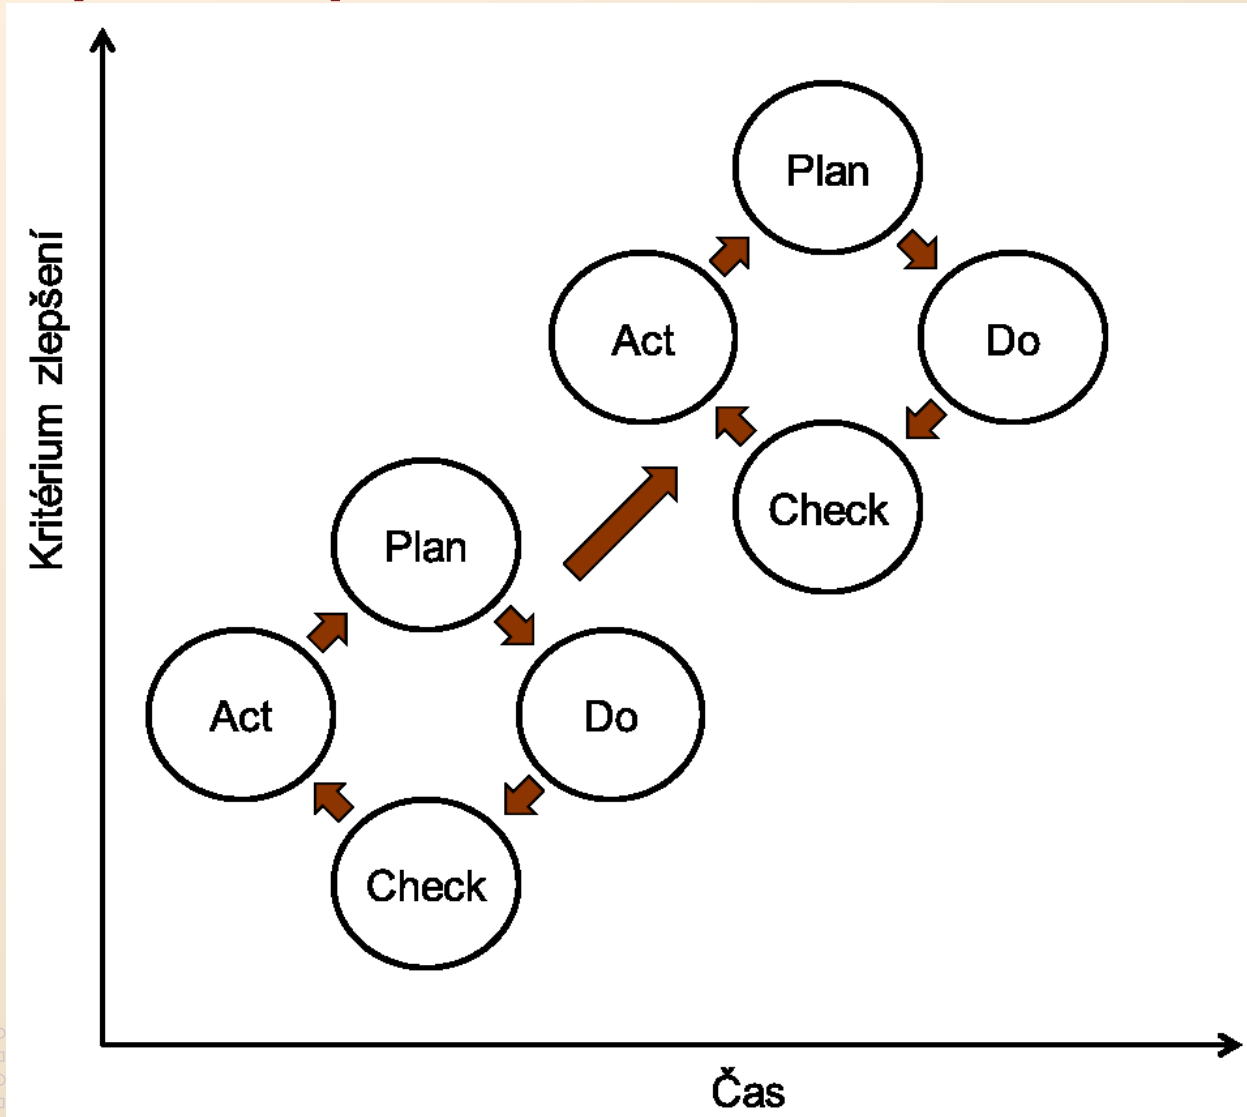 Kritérium zlepšení
Plan
Act
Do
Check
Plan
Act
Do
Check
Čas